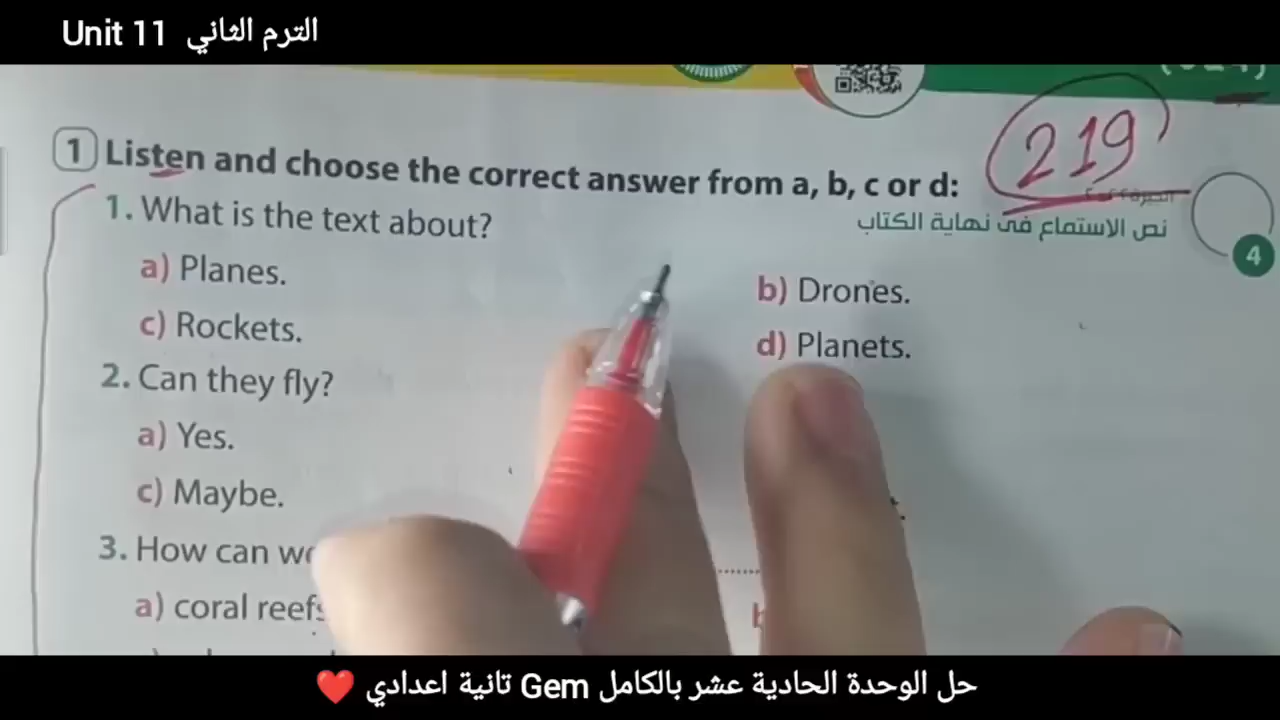 Unit 11 الترم الثاني
219
1 Listen and choose the correct answer from a, b, c or d:
نص الاستماع فى نهاية الكتاب
4
1. What is the text about?
a) Planes.
b) Drones.
c) Rockets.
d) Planets.
2. Can they fly?
a) Yes.
c) Maybe.
3. How can
a) coral reefs
حل الوحدة الحادية عشر بالكامل Gem تانية اعدادي ❤️